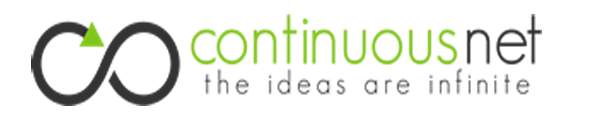 continuousnet
the ideas are infinite